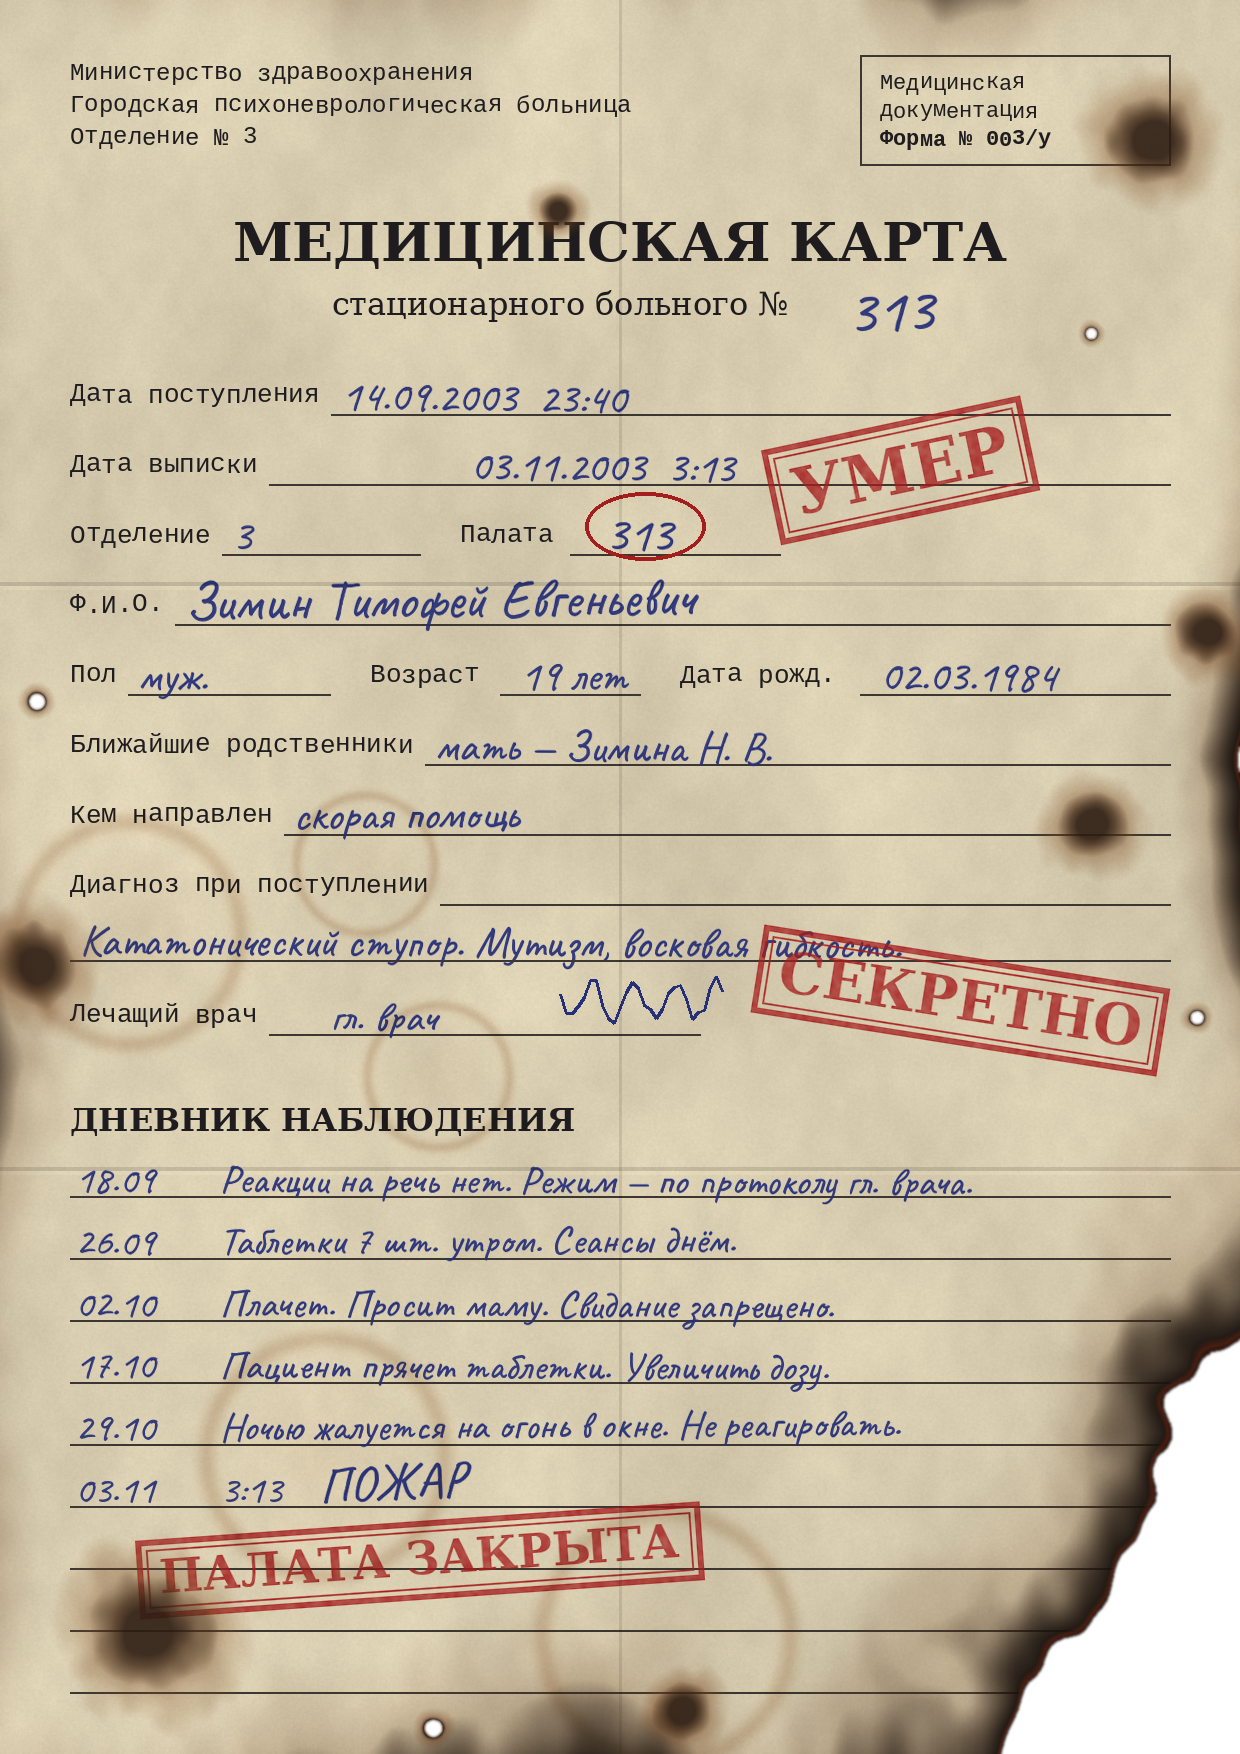 Министерство здравоохранения
Городская психоневрологическая больница
Отделение № 3
Медицинская
документация
Форма № 003/у
МЕДИЦИНСКАЯ КАРТА
стационарного больного № 313
Дата поступления 14.09.2003 23:40
Дата выписки 03.11.2003 3:13
УМЕР
Отделение 3 Палата 313
Ф.И.О. Зимин Тимофей Евгеньевич
Пол муж. Возраст 19 лет Дата рожд. 02.03.1984
Ближайшие родственники мать — Зимина Н. В.
Кем направлен скорая помощь
Диагноз при поступлении
Кататонический ступор. Мутизм, восковая гибкость.
СЕКРЕТНО
Лечащий врач гл. врач
ДНЕВНИК НАБЛЮДЕНИЯ
18.09 Реакции на речь нет. Режим — по протоколу гл. врача.
26.09 Таблетки 7 шт. утром. Сеансы днём.
02.10 Плачет. Просит маму. Свидание запрещено.
17.10 Пациент прячет таблетки. Увеличить дозу.
29.10 Ночью жалуется на огонь в окне. Не реагировать.
03.11 3:13 ПОЖАР
ПАЛАТА ЗАКРЫТА